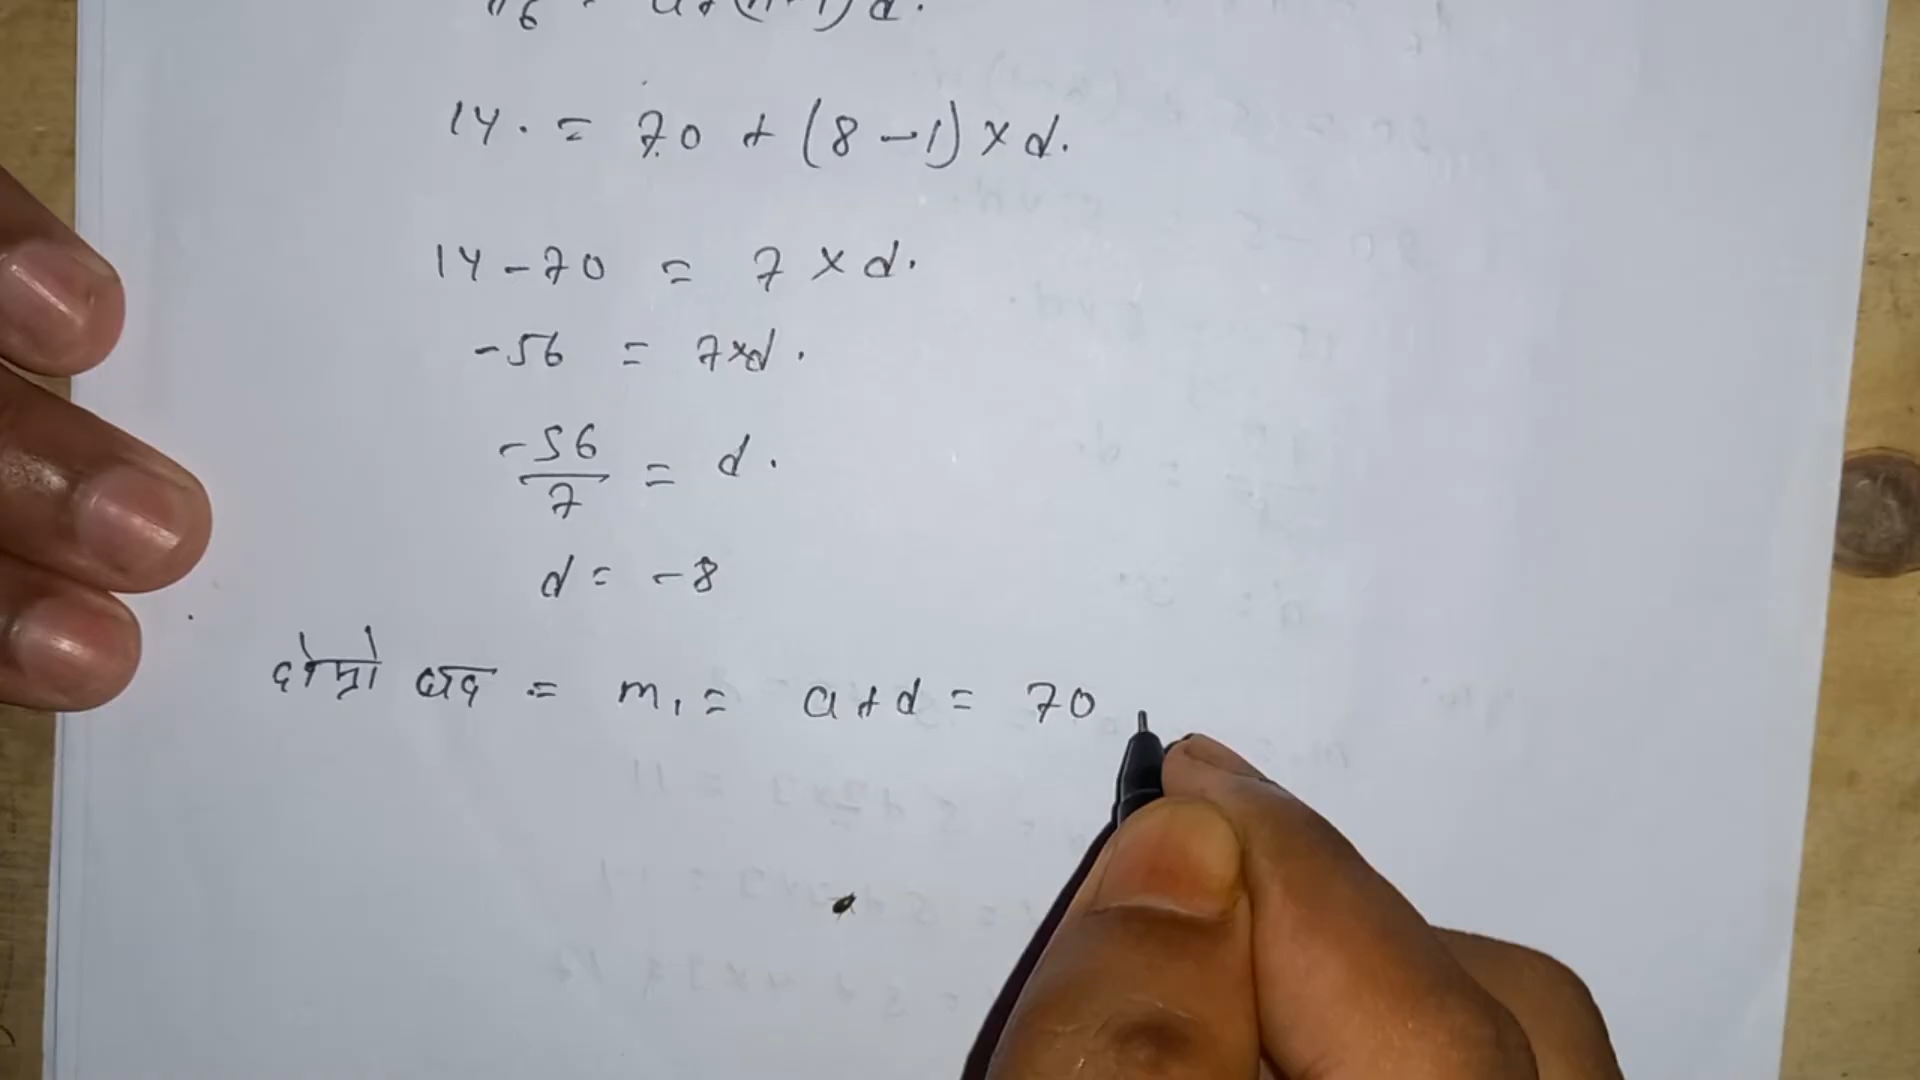 14. = 70 + (8-1) × d.
14 - 70 = 7 × d.
-56 = 7×d.
-56/7 = d.
d = -8
दोस्रो पद = m₁ = a+d = 70